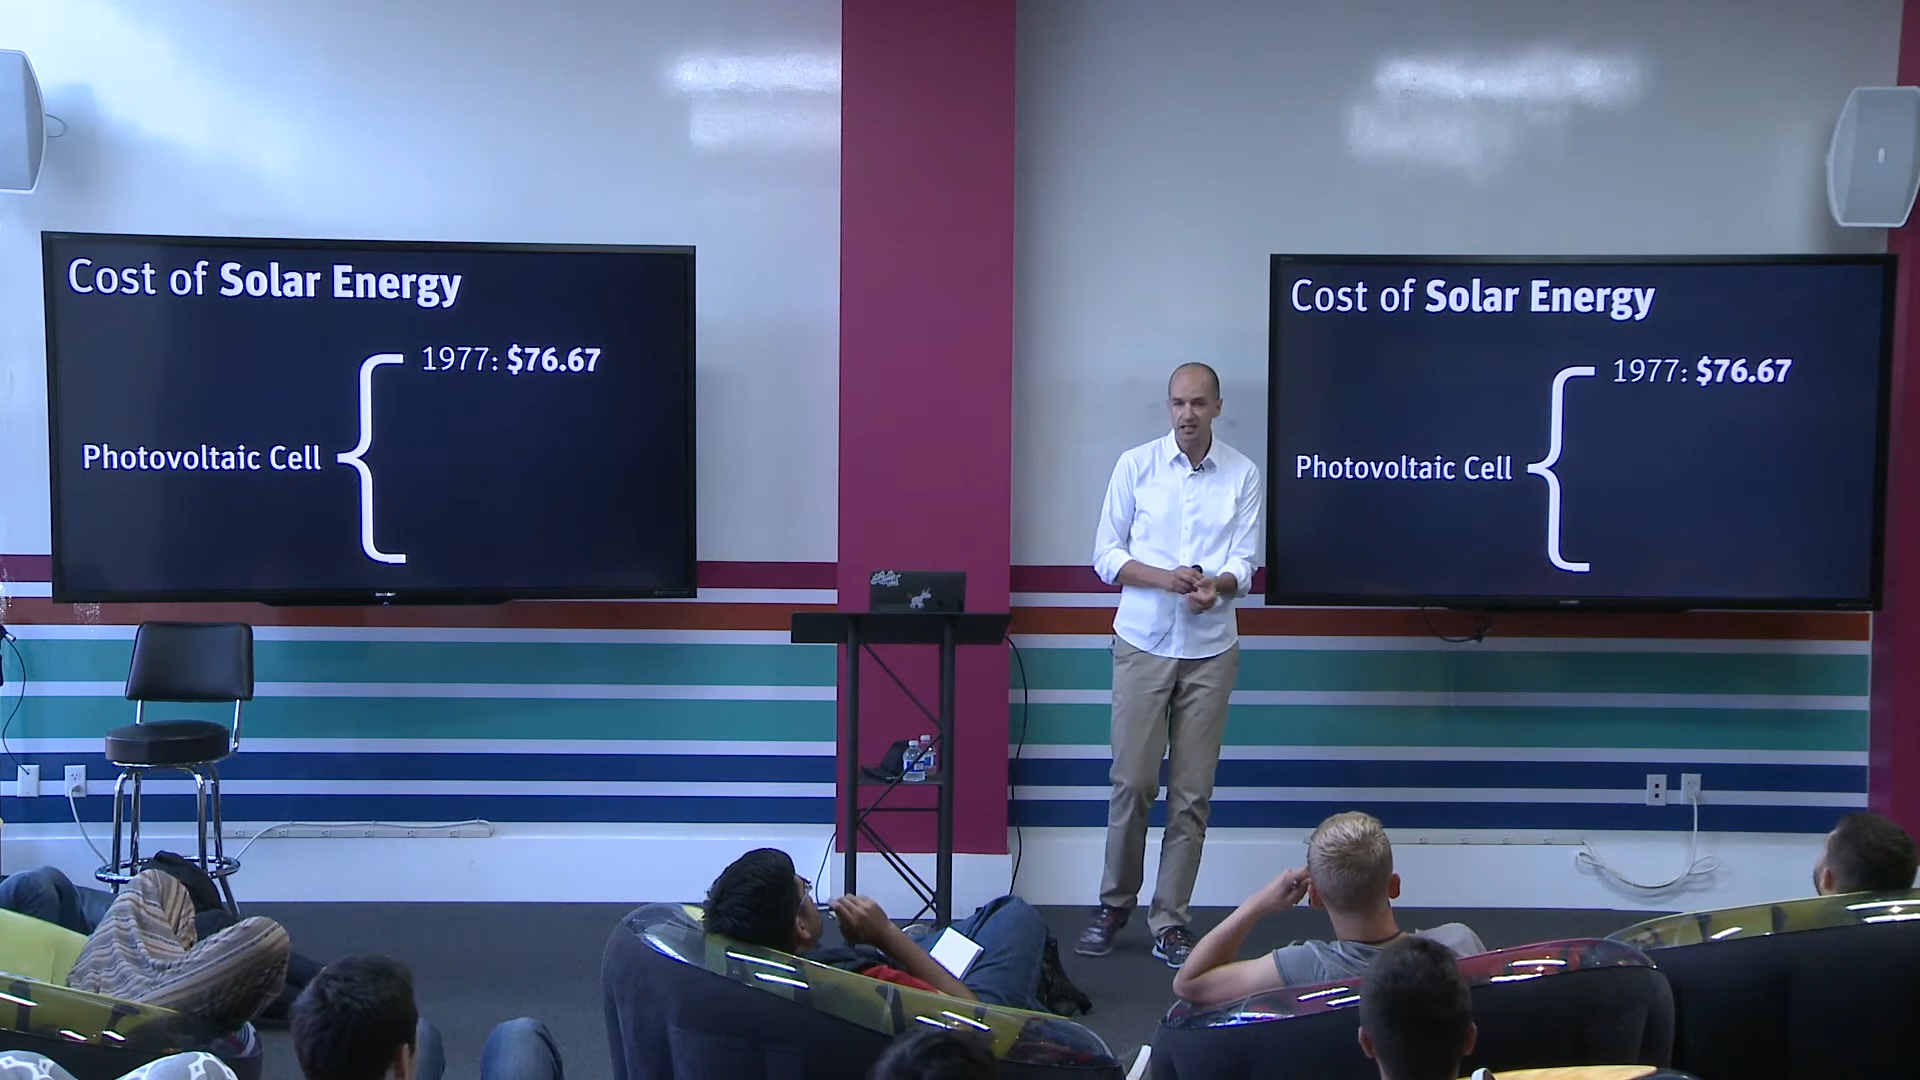 Cost of Solar Energy
1977: $76.67
Photovoltaic Cell
Cost of Solar Energy
1977: $76.67
Photovoltaic Cell